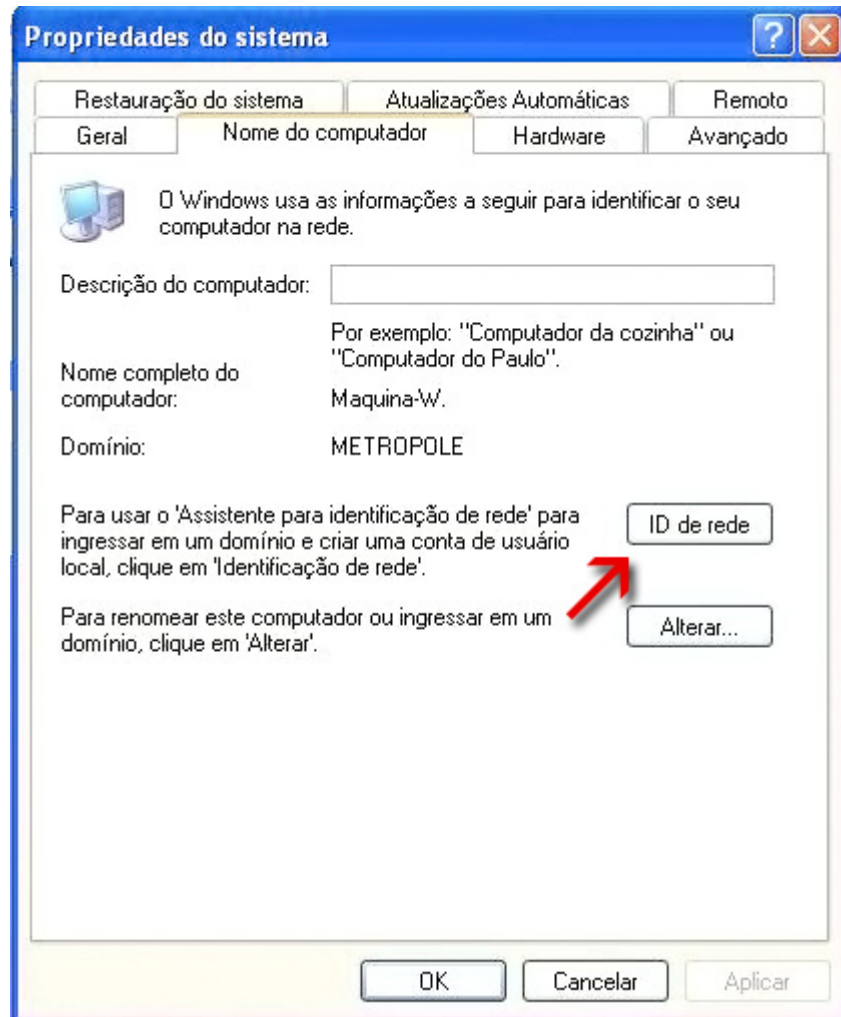 Propriedades do sistema
Restauração do sistema
Atualizações Automáticas
Remoto
Geral
Nome do computador
Hardware
Avançado
O Windows usa as informações a seguir para identificar o seu
computador na rede.
Descrição do computador:
Por exemplo: "Computador da cozinha" ou
"Computador do Paulo".
Nome completo do
computador:
Maquina-W.
Domínio:
METROPOLE
Para usar o 'Assistente para identificação de rede' para
ingressar em um domínio e criar uma conta de usuário
local, clique em 'Identificação de rede'.
ID de rede
Para renomear este computador ou ingressar em um
domínio, clique em 'Alterar'.
Alterar...
OK
Cancelar
Aplicar